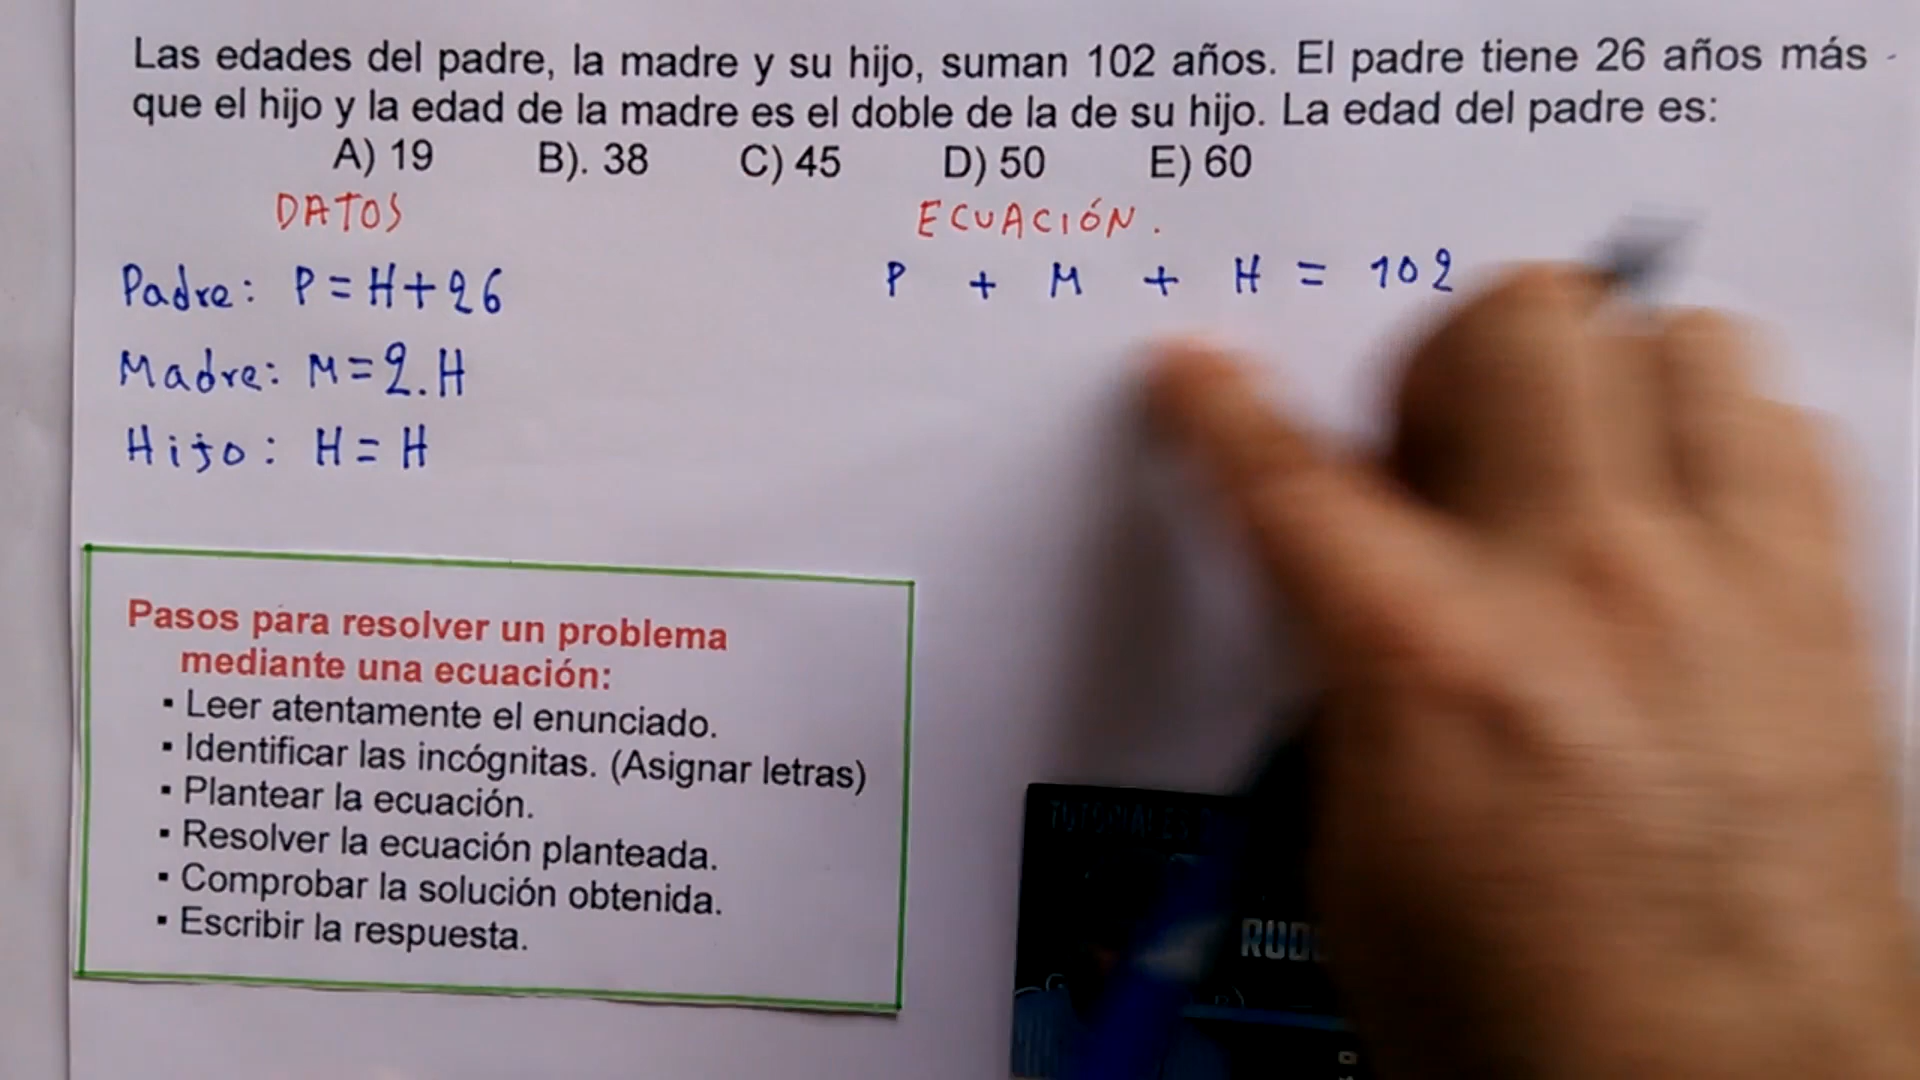 Las edades del padre, la madre y su hijo, suman 102 años. El padre tiene 26 años más
que el hijo y la edad de la madre es el doble de la de su hijo. La edad del padre es:
A) 19 B). 38 C) 45 D) 50 E) 60
DATOS
ECUACIÓN.
Padre: P = H + 26
P + M + H = 102
Madre: M = 2.H
Hijo: H = H
Pasos para resolver un problema
mediante una ecuación:
▪ Leer atentamente el enunciado.
▪ Identificar las incógnitas. (Asignar letras)
▪ Plantear la ecuación.
▪ Resolver la ecuación planteada.
▪ Comprobar la solución obtenida.
▪ Escribir la respuesta.
TUTORIALES